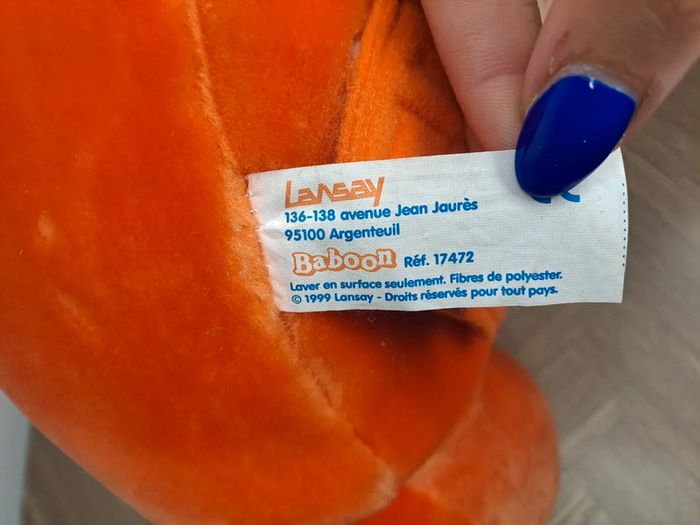 Lansay
136-138 avenue Jean Jaurès
95100 Argenteuil
Baboon Réf. 17472
Laver en surface seulement. Fibres de polyester.
© 1999 Lansay - Droits réservés pour tout pays.